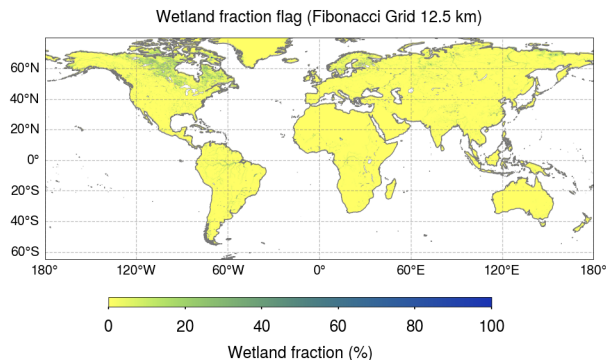 Wetland fraction flag (Fibonacci Grid 12.5 km)
60°N
40°N
20°N
0°
20°S
40°S
60°S
180° 120°W 60°W 0° 60°E 120°E 180°
0 20 40 60 80 100
Wetland fraction (%)